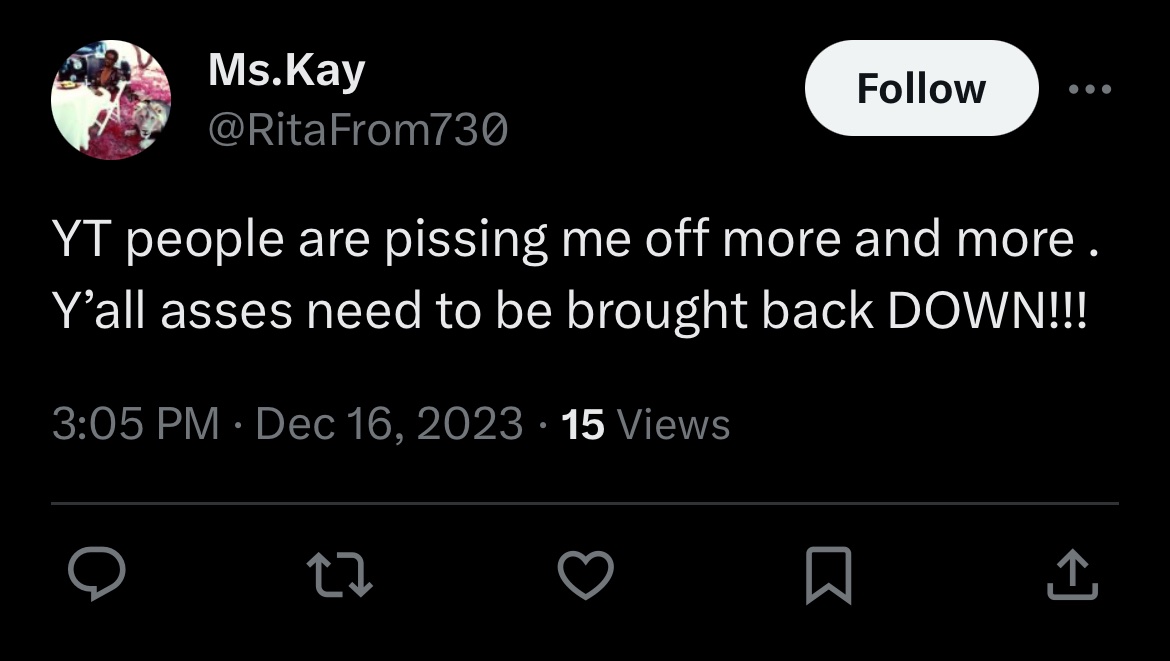 Ms.Kay
@RitaFrom730
Follow
YT people are pissing me off more and more .
Y’all asses need to be brought back DOWN!!!
3:05 PM · Dec 16, 2023 · 15 Views